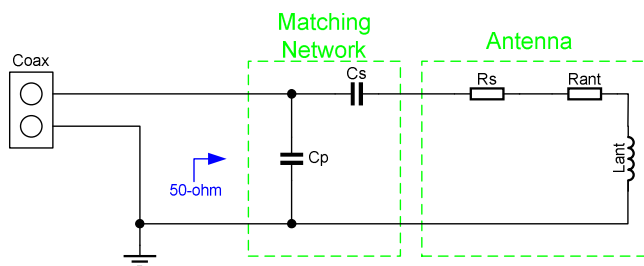 Matching
Network
Antenna
Coax
Cs
Rs
Rant
Cp
Lant
50-ohm